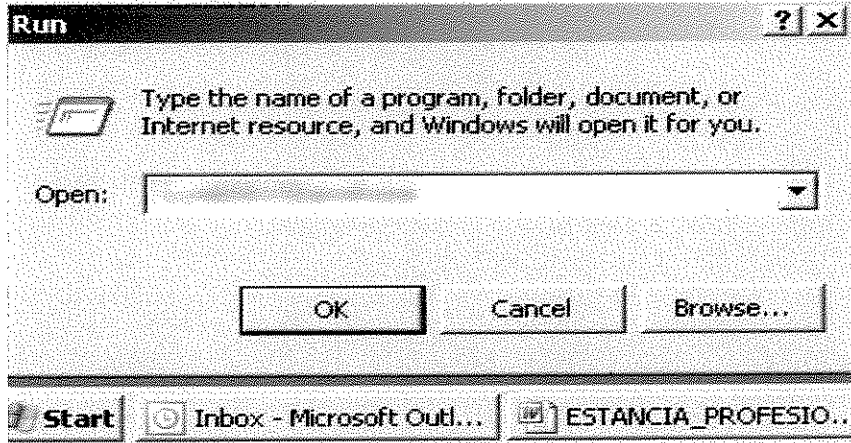 Run
Type the name of a program, folder, document, or
Internet resource, and Windows will open it for you.
Open:
OK
Cancel
Browse...
Start
Inbox - Microsoft Outl...
ESTANCIA_PROFESIO...